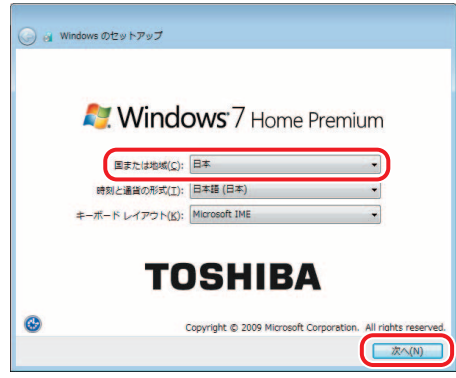 Windows のセットアップ
Windows 7 Home Premium
国または地域(C): 日本
時刻と通貨の形式(T): 日本語 (日本)
キーボード レイアウト(K): Microsoft IME
TOSHIBA
Copyright © 2009 Microsoft Corporation. All rights reserved.
次へ(N)